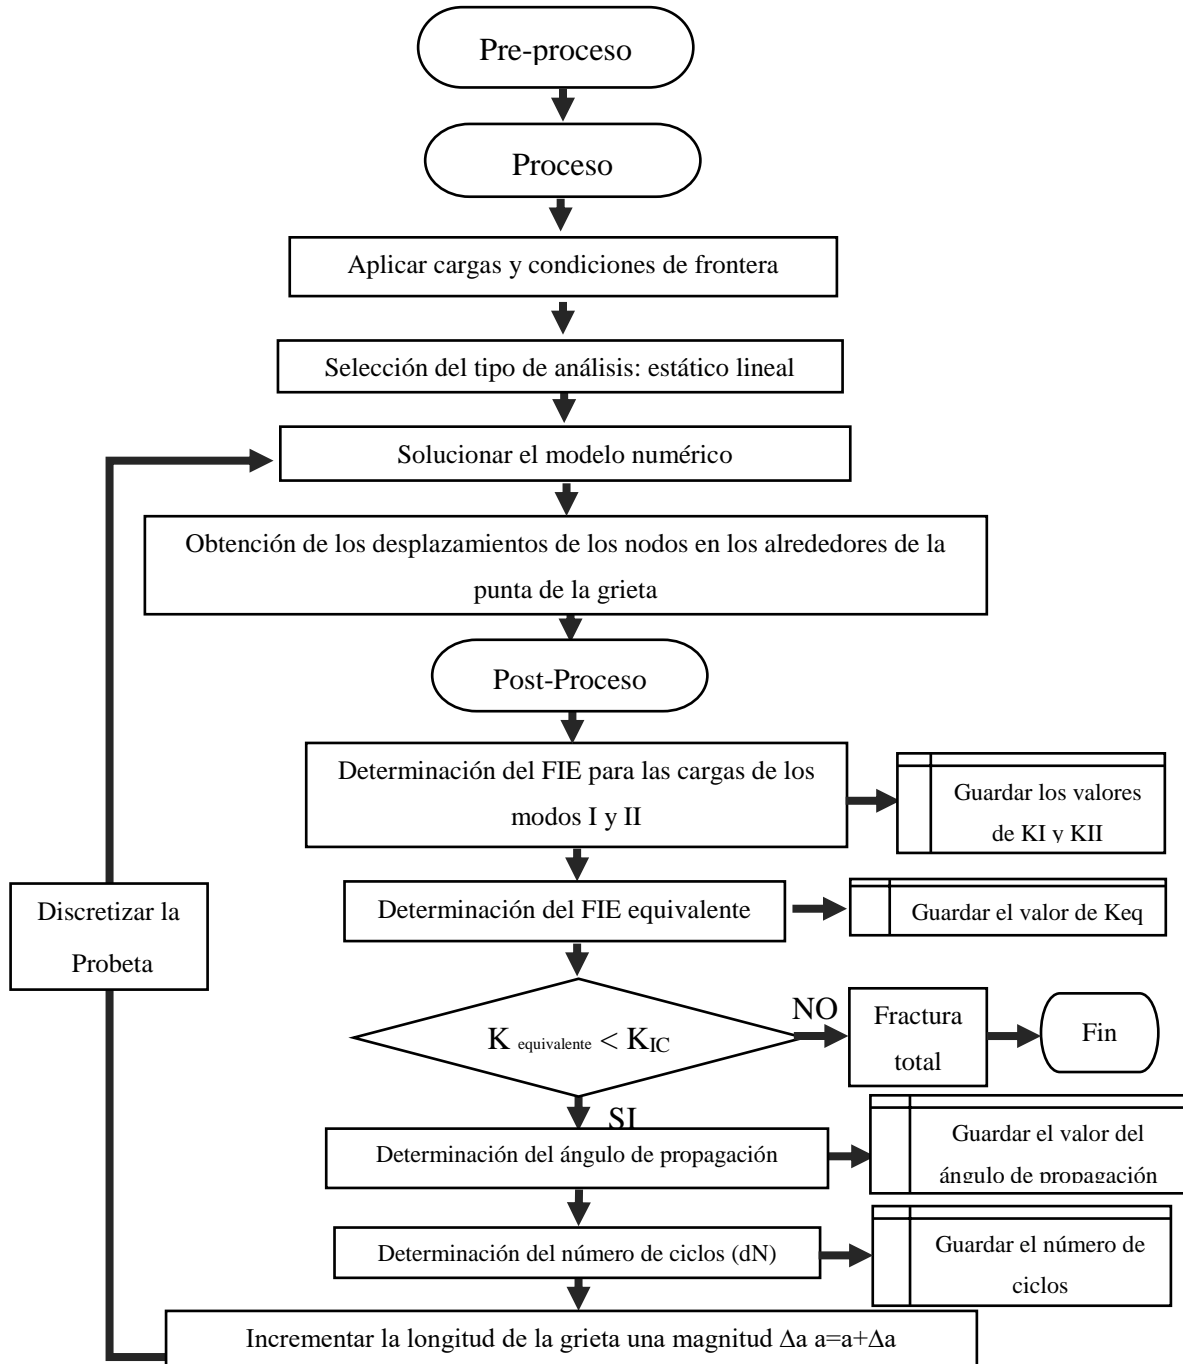 Pre-proceso
Proceso
Aplicar cargas y condiciones de frontera
Selección del tipo de análisis: estático lineal
Solucionar el modelo numérico
Obtención de los desplazamientos de los nodos en los alrededores de la
punta de la grieta
Post-Proceso
Determinación del FIE para las cargas de los
modos I y II
Guardar los valores
de KI y KII
Determinación del FIE equivalente
Guardar el valor de Keq
Discretizar la
Probeta
K equivalente < KIC
NO
Fractura
total
Fin
SI
Determinación del ángulo de propagación
Guardar el valor del
ángulo de propagación
Determinación del número de ciclos (dN)
Guardar el número de
ciclos
Incrementar la longitud de la grieta una magnitud Δa a=a+Δa